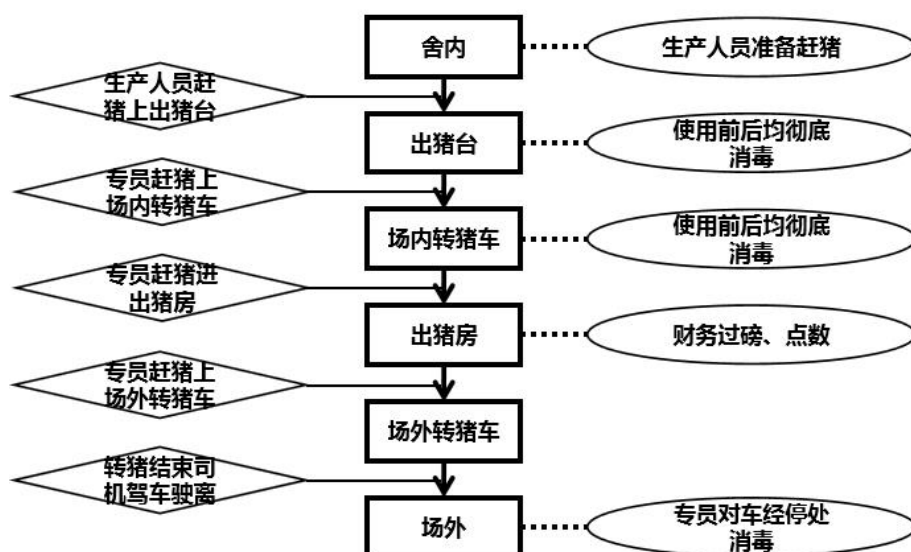 舍内
生产人员准备赶猪
生产人员赶
猪上出猪台
出猪台
使用前后均彻底
消毒
专员赶猪上
场内转猪车
场内转猪车
使用前后均彻底
消毒
专员赶猪进
出猪房
出猪房
财务过磅、点数
专员赶猪上
场外转猪车
场外转猪车
转猪结束司
机驾车驶离
场外
专员对车经停处
消毒